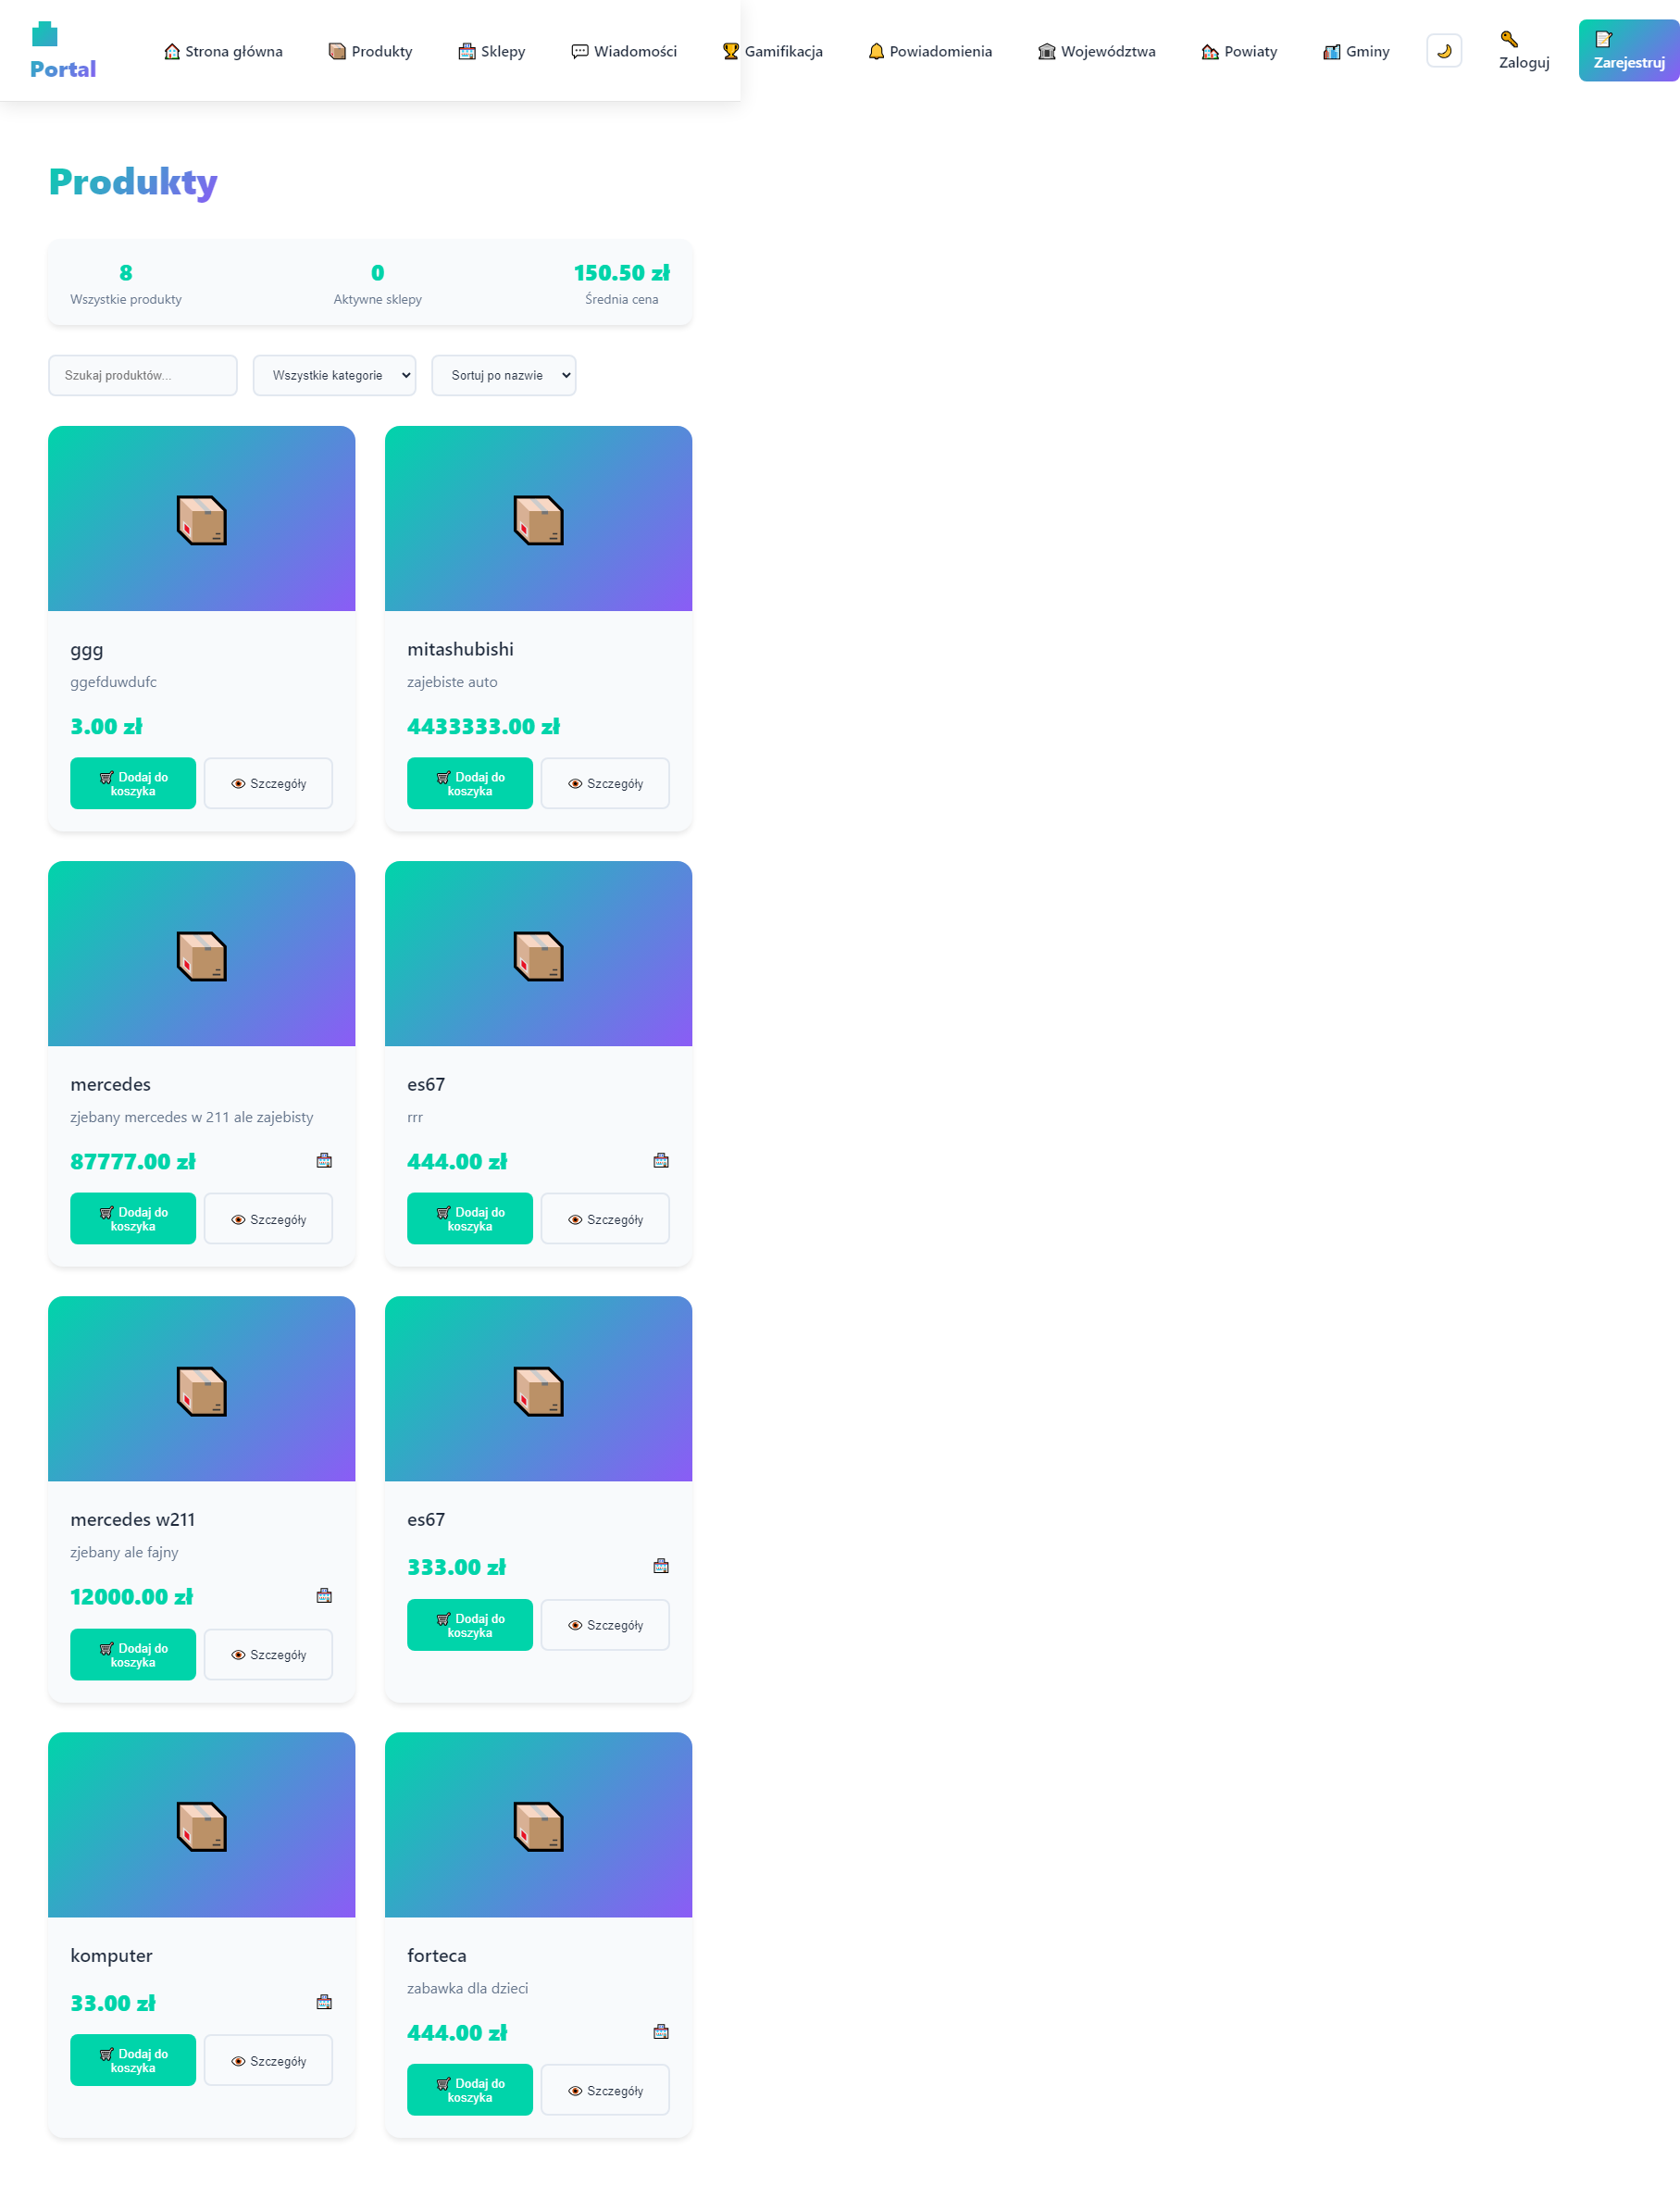 Portal
Strona główna
Produkty
Sklepy
Wiadomości
Gamifikacja
Powiadomienia
Województwa
Powiaty
Gminy
Zaloguj
Zarejestruj
Produkty
8
Wszystkie produkty
0
Aktywne sklepy
150.50 zł
Średnia cena
Szukaj produktów...
Wszystkie kategorie
Sortuj po nazwie
ggg
ggefduwdufc
3.00 zł
Dodaj do
koszyka
Szczegóły
mitashubishi
zajebiste auto
4433333.00 zł
Dodaj do
koszyka
Szczegóły
mercedes
zjebany mercedes w 211 ale zajebisty
87777.00 zł
Dodaj do
koszyka
Szczegóły
es67
rrr
444.00 zł
Dodaj do
koszyka
Szczegóły
mercedes w211
zjebany ale fajny
12000.00 zł
Dodaj do
koszyka
Szczegóły
es67
333.00 zł
Dodaj do
koszyka
Szczegóły
komputer
33.00 zł
Dodaj do
koszyka
Szczegóły
forteca
zabawka dla dzieci
444.00 zł
Dodaj do
koszyka
Szczegóły